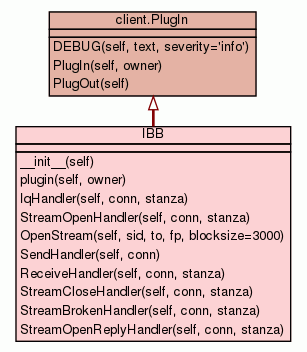 client.PlugIn
DEBUG(self, text, severity='info')
PlugIn(self, owner)
PlugOut(self)
IBB
__init__(self)
plugin(self, owner)
IqHandler(self, conn, stanza)
StreamOpenHandler(self, conn, stanza)
OpenStream(self, sid, to, fp, blocksize=3000)
SendHandler(self, conn)
ReceiveHandler(self, conn, stanza)
StreamCloseHandler(self, conn, stanza)
StreamBrokenHandler(self, conn, stanza)
StreamOpenReplyHandler(self, conn, stanza)